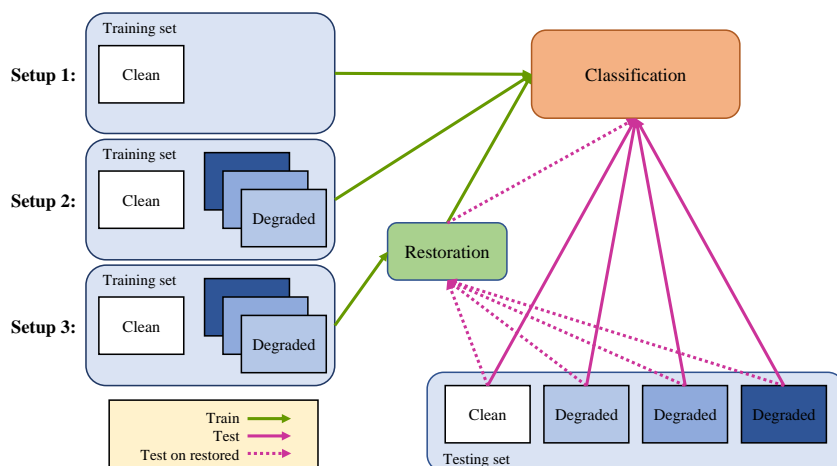 Training set
Setup 1:
Clean
Classification
Training set
Setup 2:
Clean
Degraded
Restoration
Training set
Setup 3:
Clean
Degraded
Train
Test
Test on restored
Clean
Degraded
Degraded
Degraded
Testing set